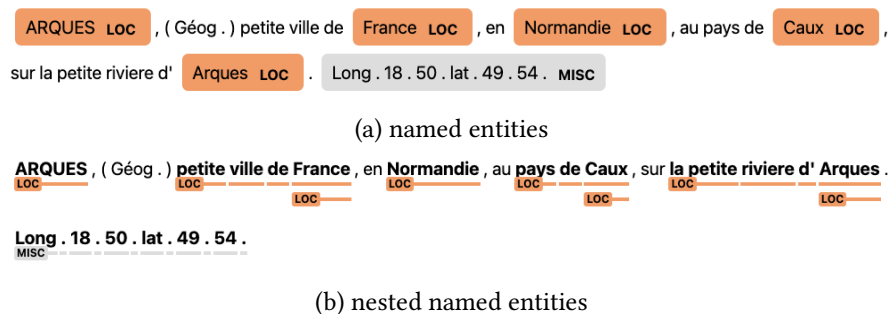 ARQUES LOC , ( Géog . ) petite ville de France LOC , en Normandie LOC , au pays de Caux LOC ,
sur la petite riviere d' Arques LOC . Long . 18 . 50 . lat . 49 . 54 . MISC
(a) named entities
ARQUES , ( Géog . ) petite ville de France , en Normandie , au pays de Caux , sur la petite riviere d' Arques .
LOC LOC LOC LOC LOC
LOC LOC LOC
Long . 18 . 50 . lat . 49 . 54 .
MISC
(b) nested named entities